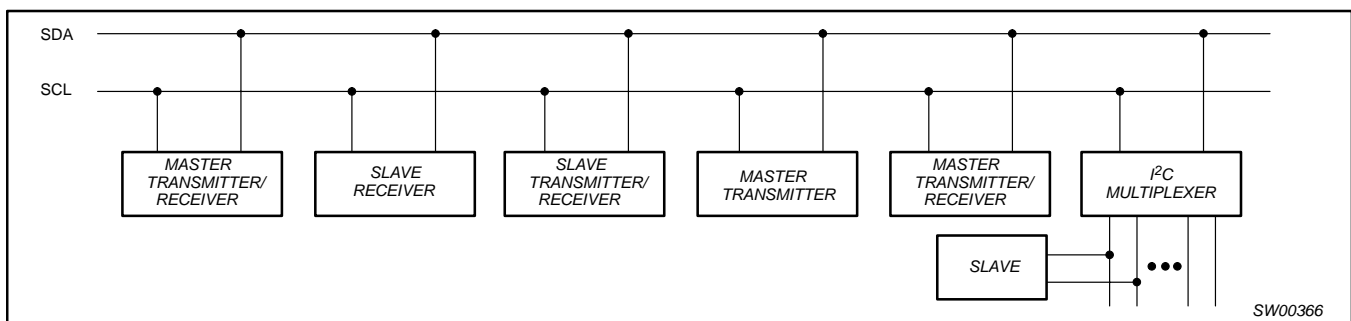 SDA
SCL
MASTER
TRANSMITTER/
RECEIVER
SLAVE
RECEIVER
SLAVE
TRANSMITTER/
RECEIVER
MASTER
TRANSMITTER
MASTER
TRANSMITTER/
RECEIVER
I²C
MULTIPLEXER
SLAVE
SW00366